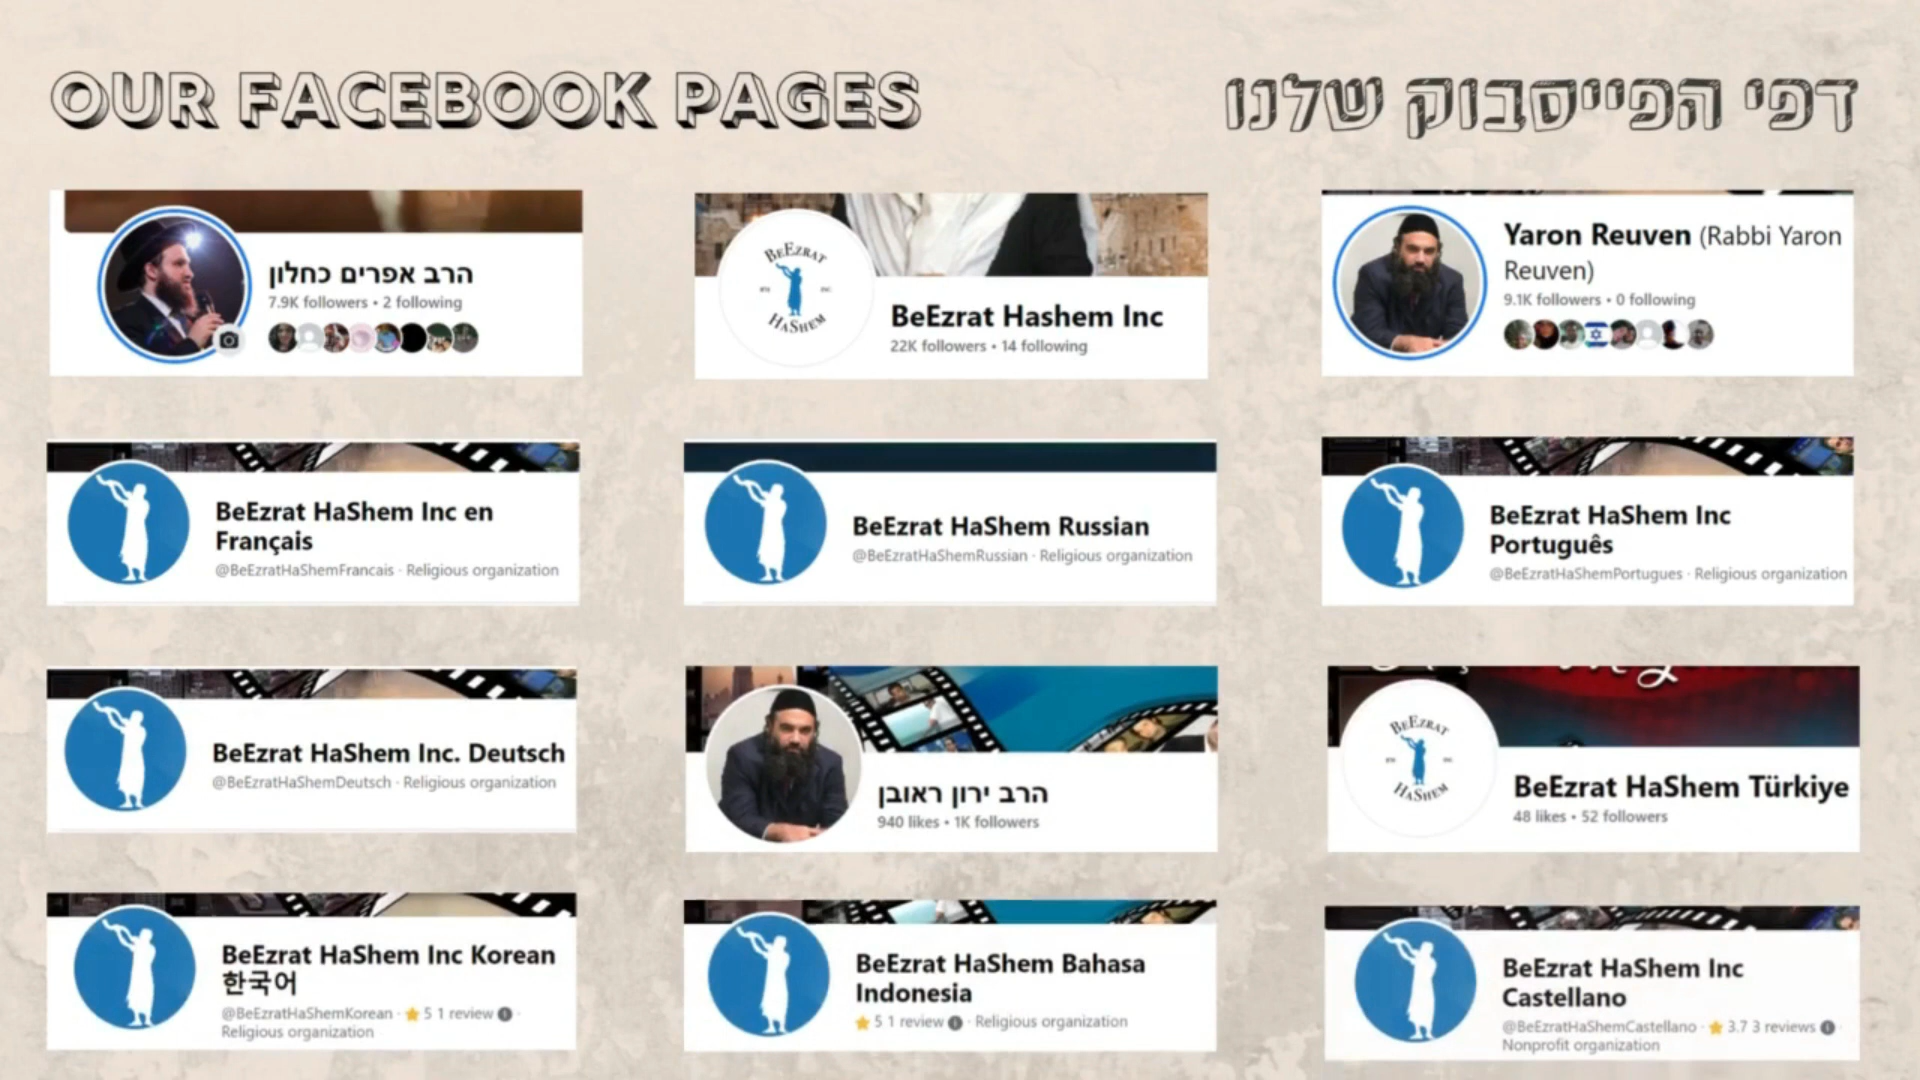 OUR FACEBOOK PAGES
דפי הפייסבוק שלנו
הרב אפרים כחלון
7.9K followers • 2 following
BEEZRAT
HASHEM
BeEzrat Hashem Inc
22K followers • 14 following
Yaron Reuven (Rabbi Yaron
Reuven)
9.1K followers • 0 following
BeEzrat HaShem Inc en
Français
@BeEzratHaShemFrancais · Religious organization
BeEzrat HaShem Russian
@BeEzratHaShemRussian · Religious organization
BeEzrat HaShem Inc
Português
@BeEzratHaShemPortugues · Religious organization
BeEzrat HaShem Inc. Deutsch
@BeEzratHaShemDeutsch · Religious organization
הרב ירון ראובן
940 likes • 1K followers
BEEZRAT
HASHEM
BeEzrat HaShem Türkiye
48 likes • 52 followers
BeEzrat HaShem Inc Korean
한국어
@BeEzratHaShemKorean · ★ 5 1 review ·
Religious organization
BeEzrat HaShem Bahasa
Indonesia
★ 5 1 review · Religious organization
BeEzrat HaShem Inc
Castellano
@BeEzratHaShemCastellano · ★ 3.7 3 reviews ·
Nonprofit organization